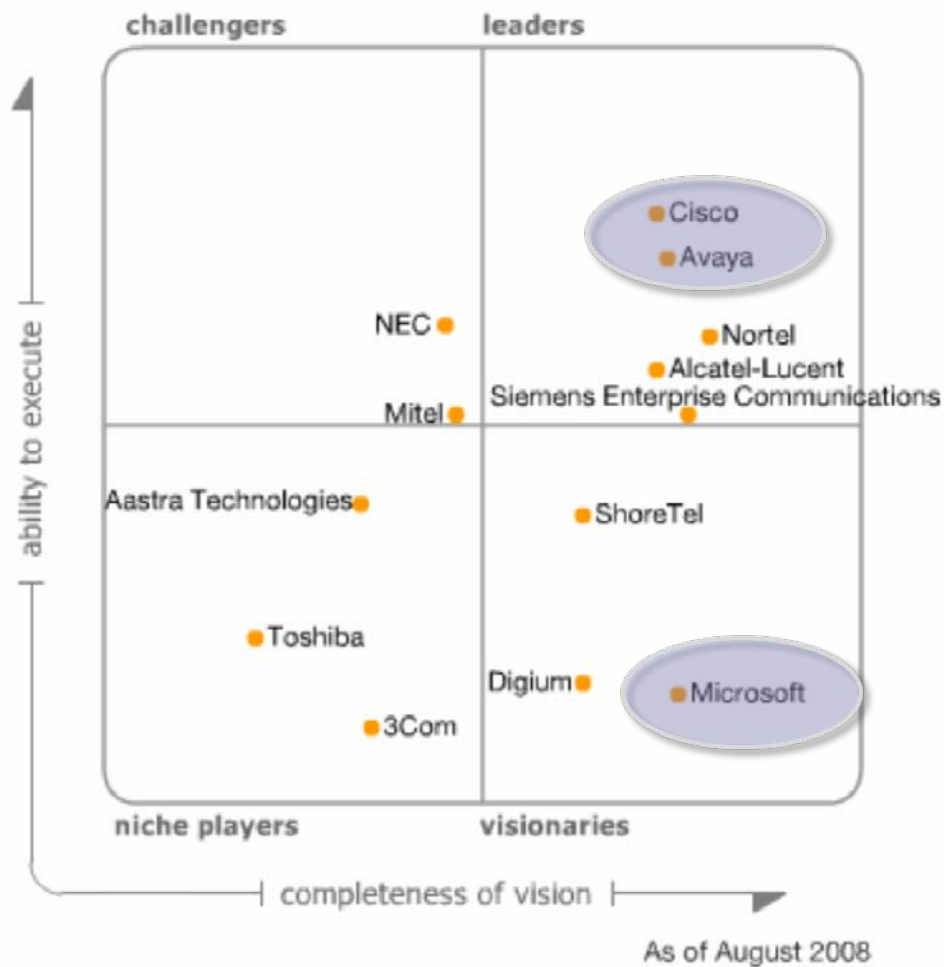 challengers
leaders
Cisco
Avaya
NEC
Nortel
Alcatel-Lucent
Siemens Enterprise Communications
Mitel
ability to execute
Aastra Technologies
ShoreTel
Toshiba
Digium
Microsoft
3Com
niche players
visionaries
completeness of vision
As of August 2008